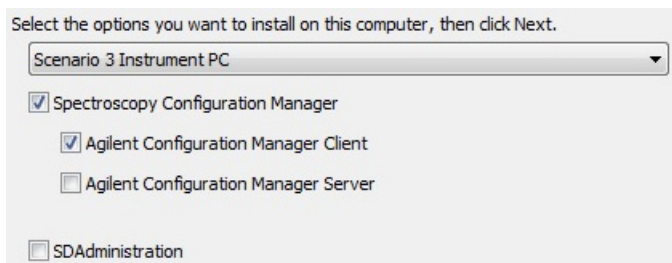 Select the options you want to install on this computer, then click Next.
Scenario 3 Instrument PC
Spectroscopy Configuration Manager
Agilent Configuration Manager Client
Agilent Configuration Manager Server
SDAdministration